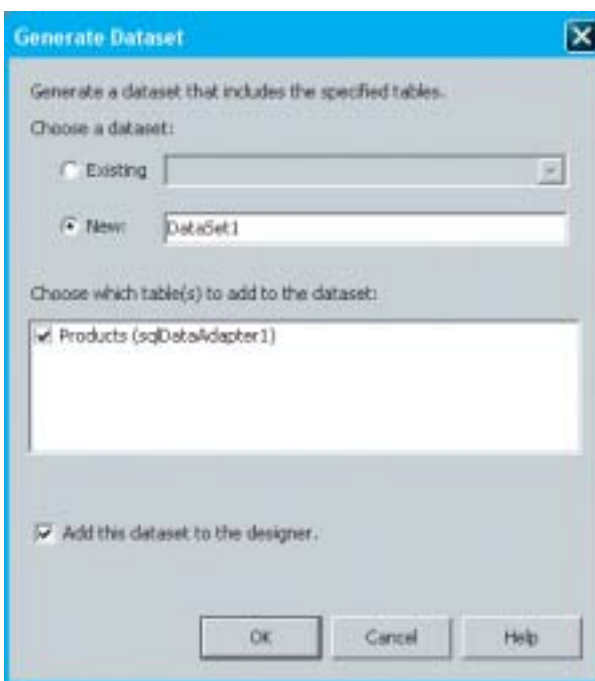 Generate Dataset
Generate a dataset that includes the specified tables.
Choose a dataset:
Existing
New: DataSet1
Choose which table(s) to add to the dataset:
Products (sqlDataAdapter1)
Add this dataset to the designer.
OK Cancel Help